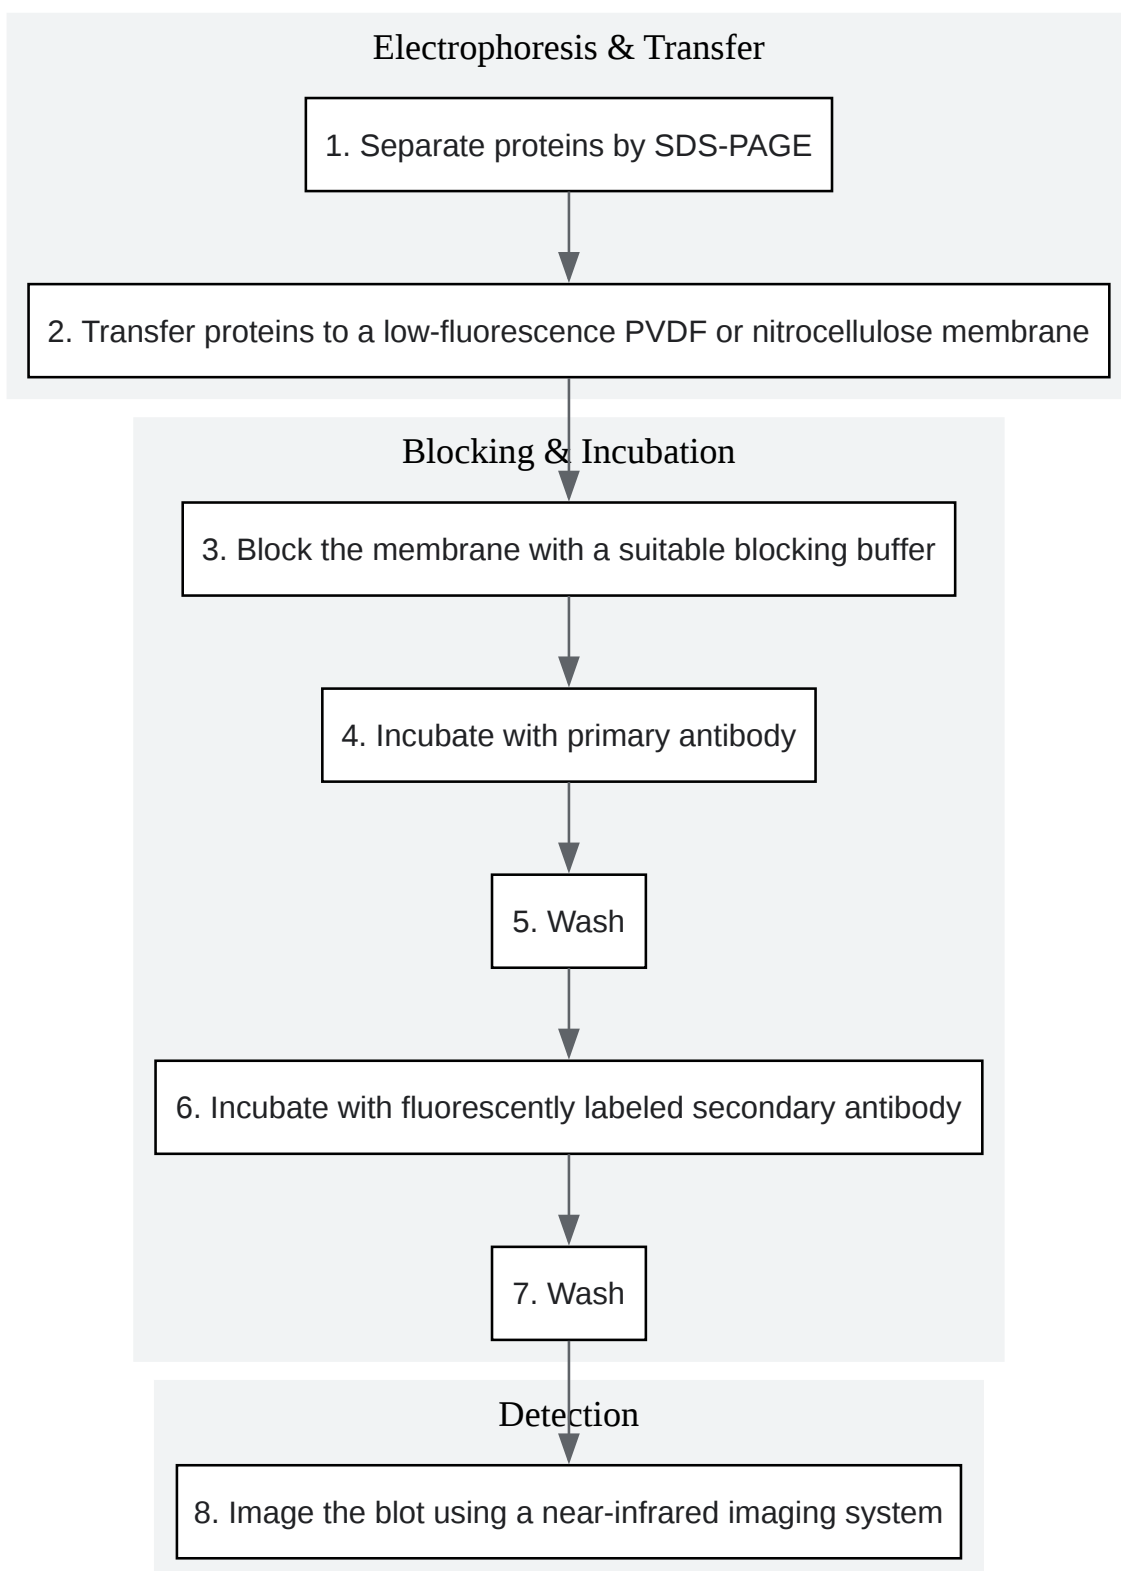 Electrophoresis & Transfer
1. Separate proteins by SDS-PAGE
2. Transfer proteins to a low-fluorescence PVDF or nitrocellulose membrane
Blocking & Incubation
3. Block the membrane with a suitable blocking buffer
4. Incubate with primary antibody
5. Wash
6. Incubate with fluorescently labeled secondary antibody
7. Wash
Detection
8. Image the blot using a near-infrared imaging system